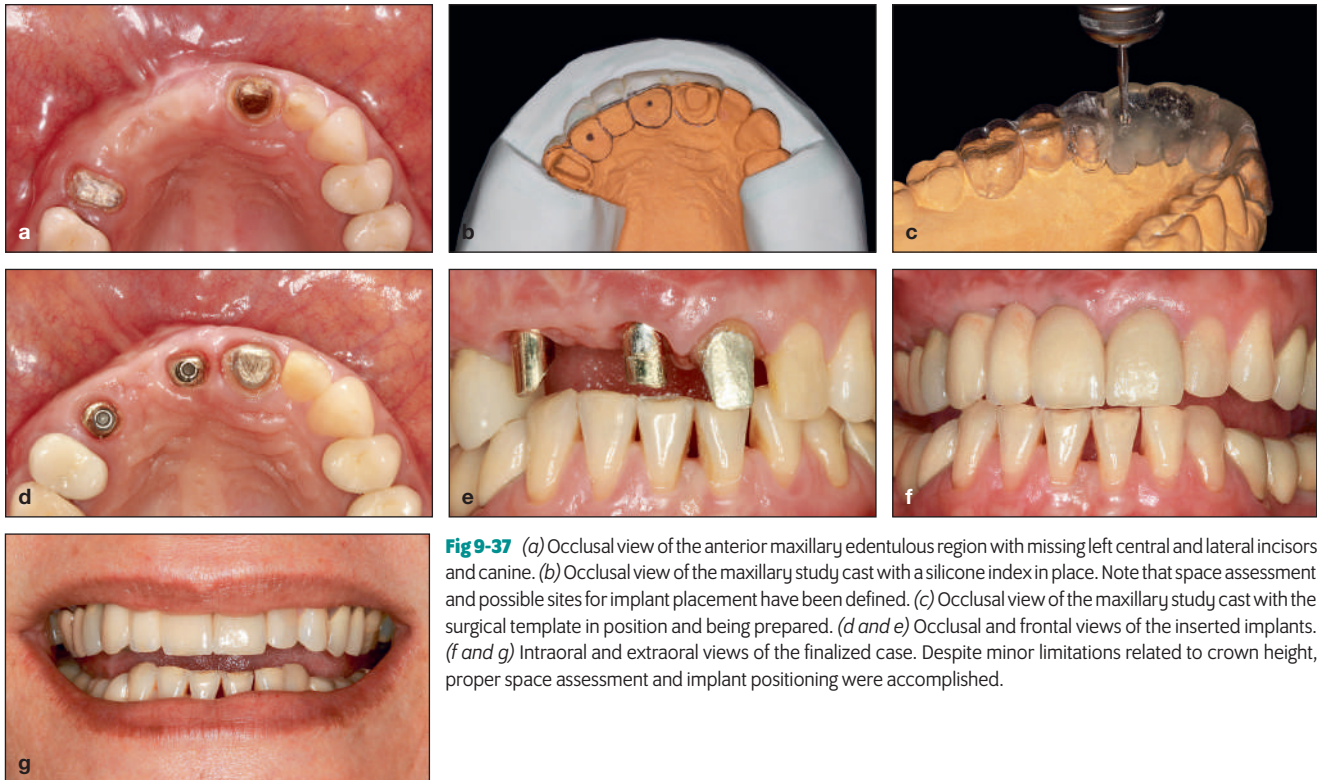 a
b
c
d
e
f
g
Fig 9-37 (a) Occlusal view of the anterior maxillary edentulous region with missing left central and lateral incisors
and canine. (b) Occlusal view of the maxillary study cast with a silicone index in place. Note that space assessment
and possible sites for implant placement have been defined. (c) Occlusal view of the maxillary study cast with the
surgical template in position and being prepared. (d and e) Occlusal and frontal views of the inserted implants.
(f and g) Intraoral and extraoral views of the finalized case. Despite minor limitations related to crown height,
proper space assessment and implant positioning were accomplished.